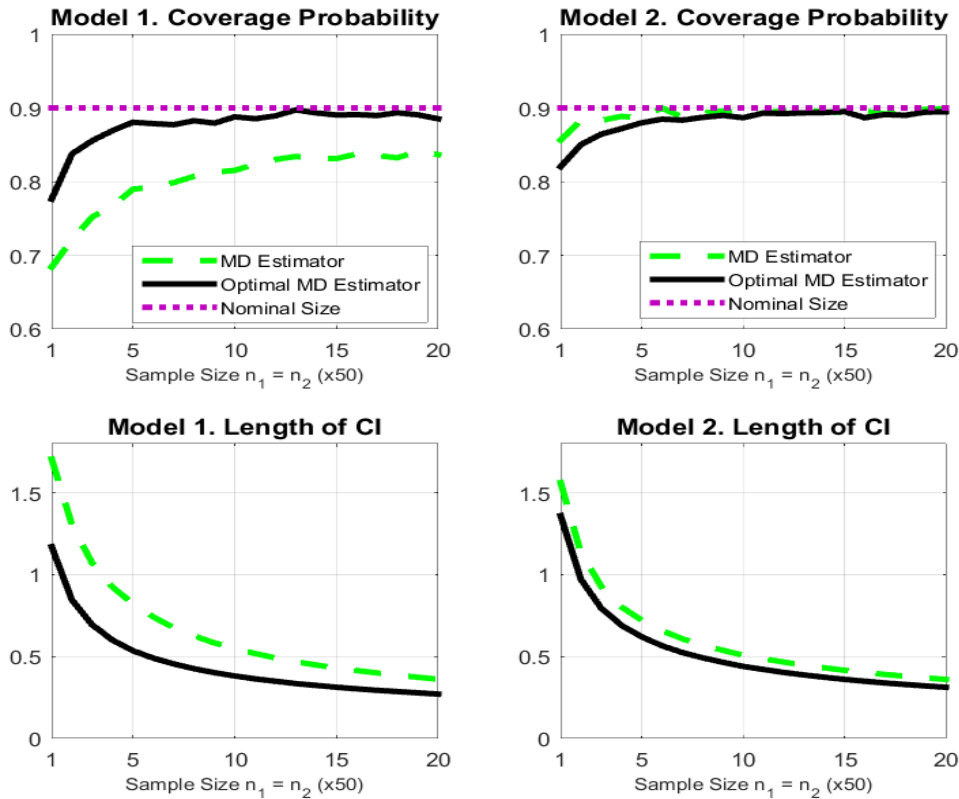 Model 1. Coverage Probability
1
0.9
0.8
0.7
0.6
MD Estimator
Optimal MD Estimator
Nominal Size
1 5 10 15 20
Sample Size n1 = n2 (x50)
Model 2. Coverage Probability
1
0.9
0.8
0.7
0.6
MD Estimator
Optimal MD Estimator
Nominal Size
1 5 10 15 20
Sample Size n1 = n2 (x50)
Model 1. Length of CI
1.5
1
0.5
0
1 5 10 15 20
Sample Size n1 = n2 (x50)
Model 2. Length of CI
1.5
1
0.5
0
1 5 10 15 20
Sample Size n1 = n2 (x50)